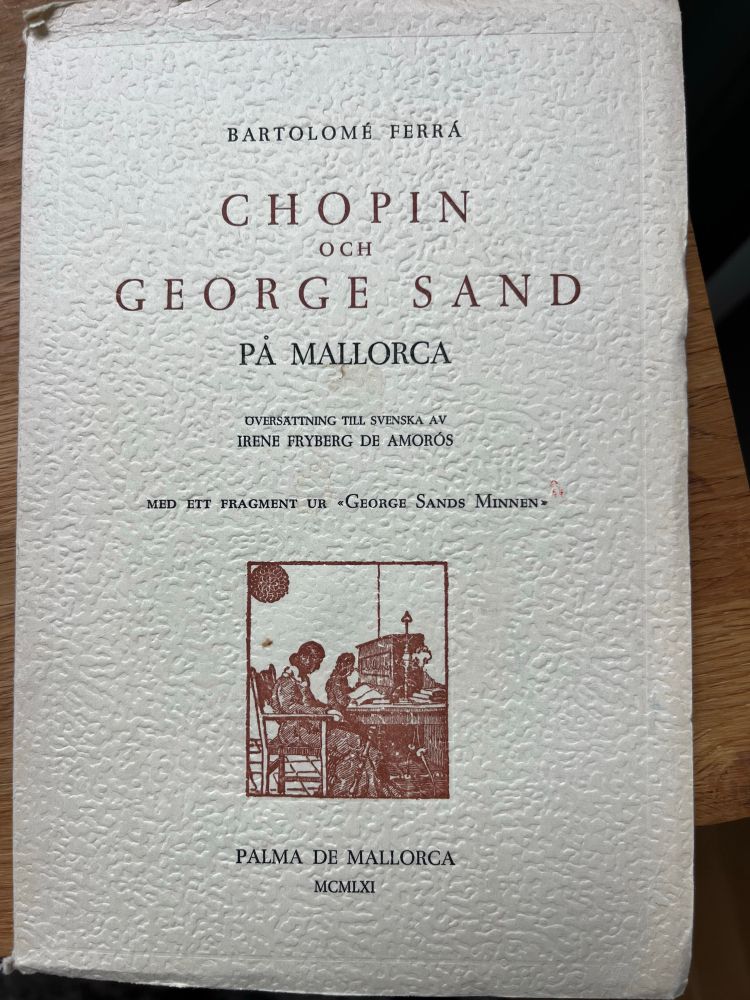 BARTOLOMÉ FERRÁ
CHOPIN
OCH
GEORGE SAND
PÅ MALLORCA
ÖVERSÄTTNING TILL SVENSKA AV
IRENE FRYBERG DE AMORÓS
MED ETT FRAGMENT UR «GEORGE SANDS MINNEN»
PALMA DE MALLORCA
MCMLXI